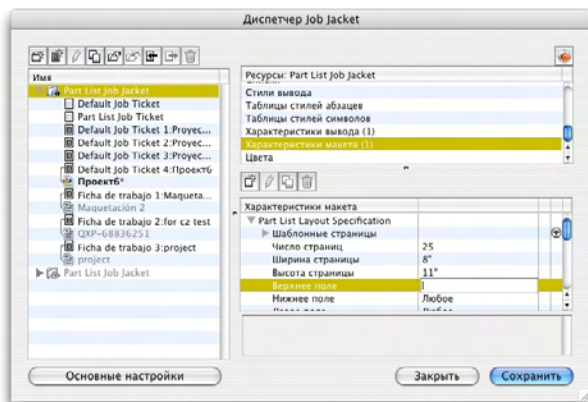 Диспетчер Job Jacket
Имя
Part List Job Jacket
Default Job Ticket
Part List Job Ticket
Default Job Ticket 1:Proyec...
Default Job Ticket 2:Proyec...
Default Job Ticket 3:Proyec...
Default Job Ticket 4:Проект6
Проект6*
Ficha de trabajo 1:Maqueta...
Maquetación 2
Ficha de trabajo 2:for cz test
QXP-68836251
Ficha de trabajo 3:project
project
Part List Job Jacket
Ресурсы: Part List Job Jacket
Стили вывода
Таблицы стилей абзацев
Таблицы стилей символов
Характеристики вывода (1)
Характеристики макета (1)
Цвета
Характеристики макета
Part List Layout Specification
Шаблонные страницы
Число страниц 25
Ширина страницы 8"
Высота страницы 11"
Верхнее поле
Нижнее поле Любое
Основные настройки
Закрыть
Сохранить